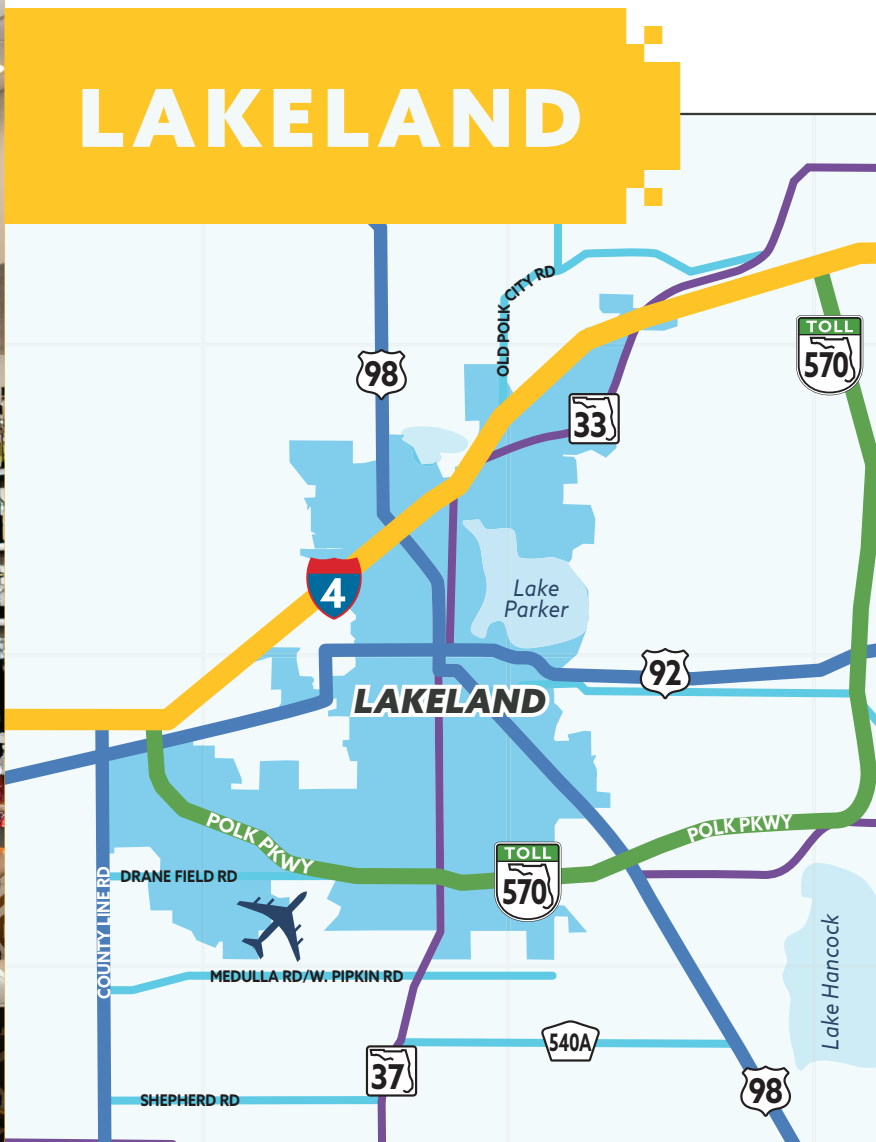 LAKELAND
OLD POLK CITY RD
TOLL
570
98
33
4
Lake
Parker
92
LAKELAND
POLK PKWY
POLK PKWY
TOLL
570
DRANE FIELD RD
COUNTY LINE RD
MEDULLA RD/W. PIPKIN RD
Lake Hancock
540A
37
98
SHEPHERD RD